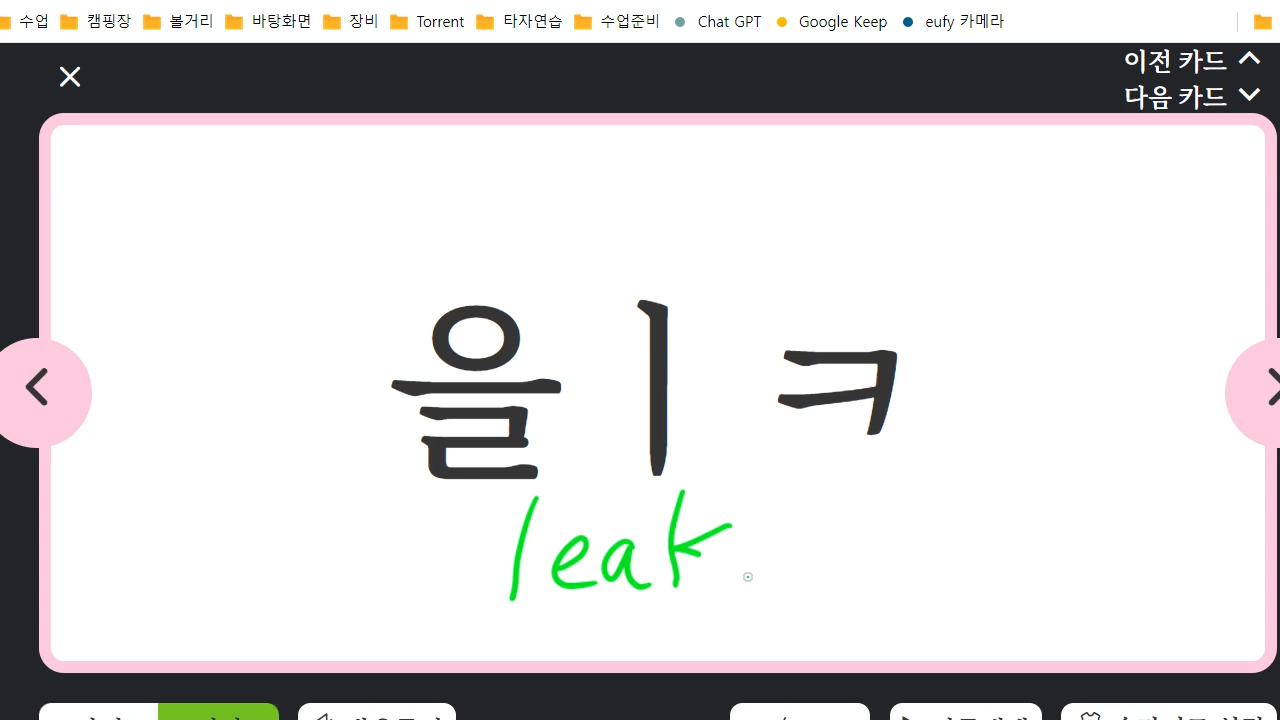 수업 캠핑장 볼거리 바탕화면 장비 Torrent 타자연습 수업준비 Chat GPT Google Keep eufy 카메라
이전 카드
다음 카드
을 ㅣ ㅋ
leak